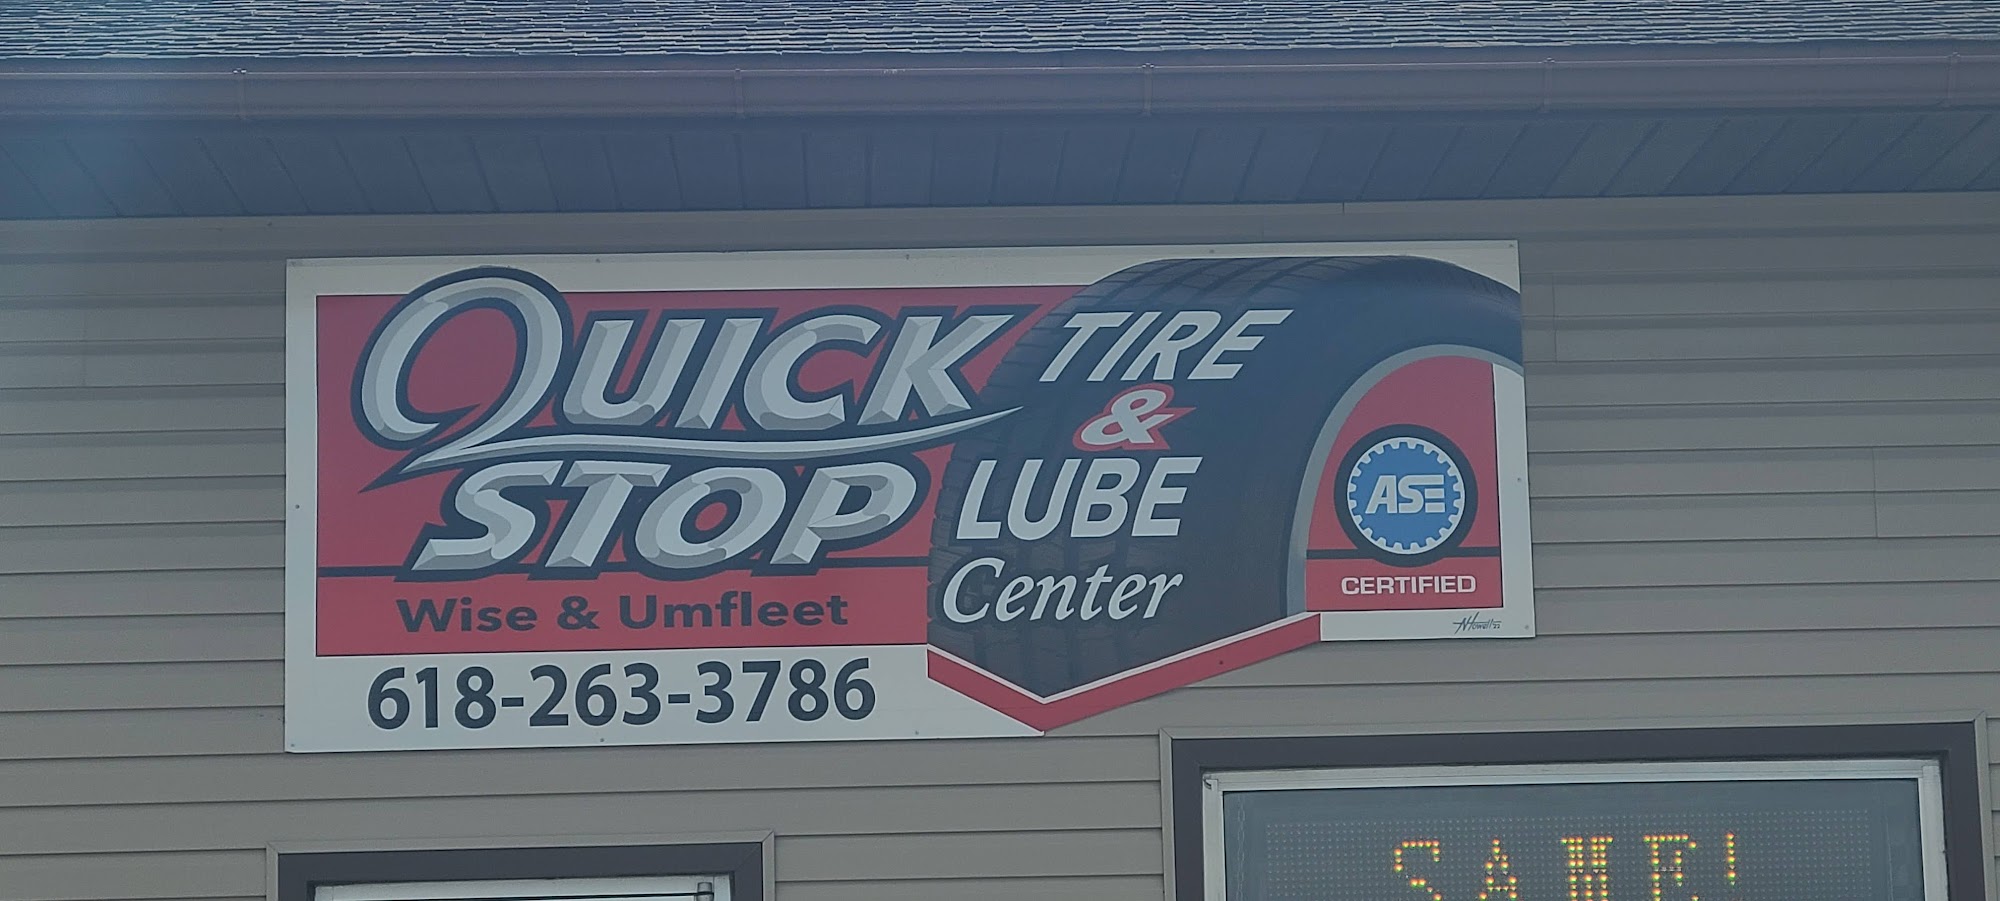 QUICK
STOP
TIRE
&
LUBE
Center
Wise & Umfleet
618-263-3786
ASE
CERTIFIED